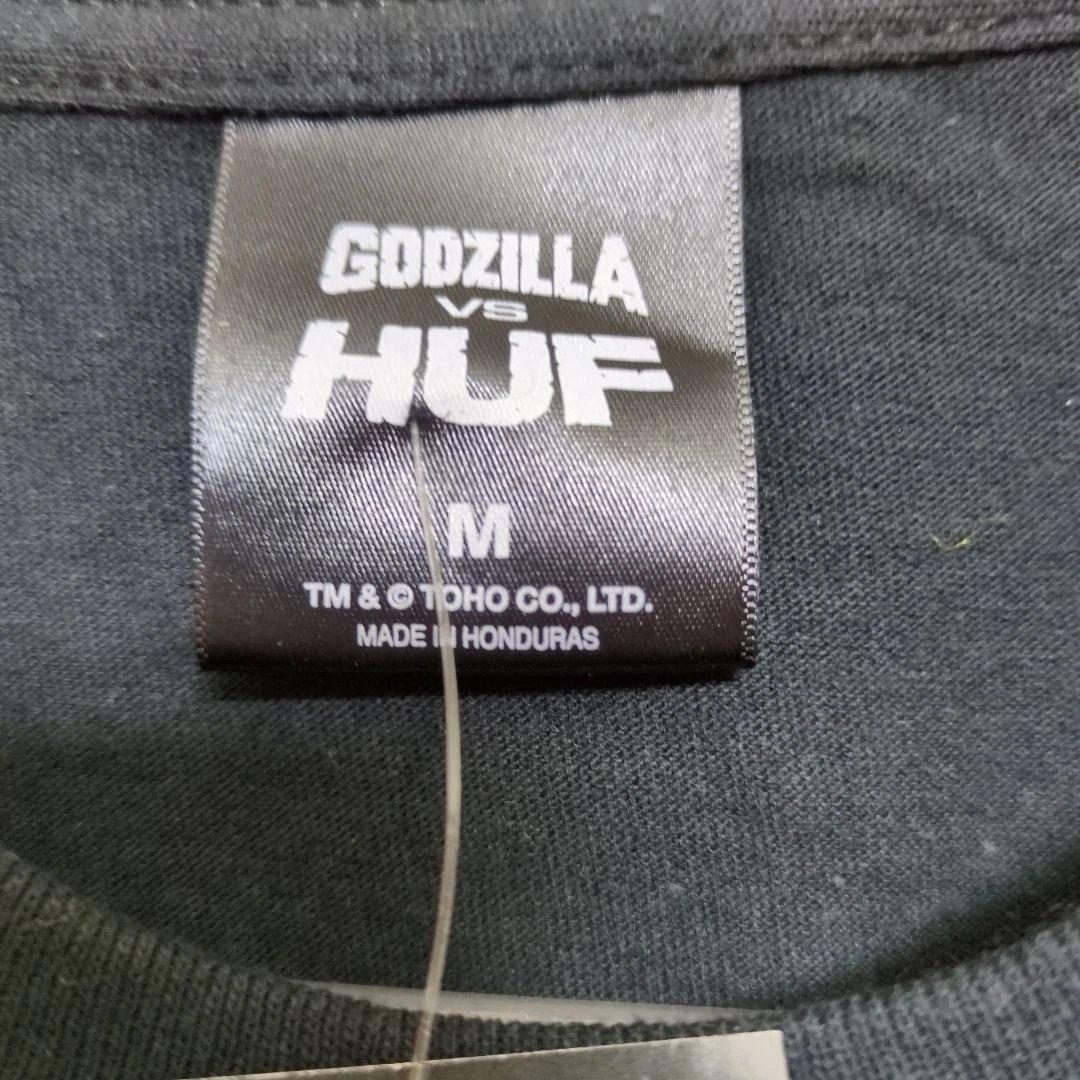 GODZILLA
VS
HUF
M
TM & © TOHO CO., LTD.
MADE IN HONDURAS